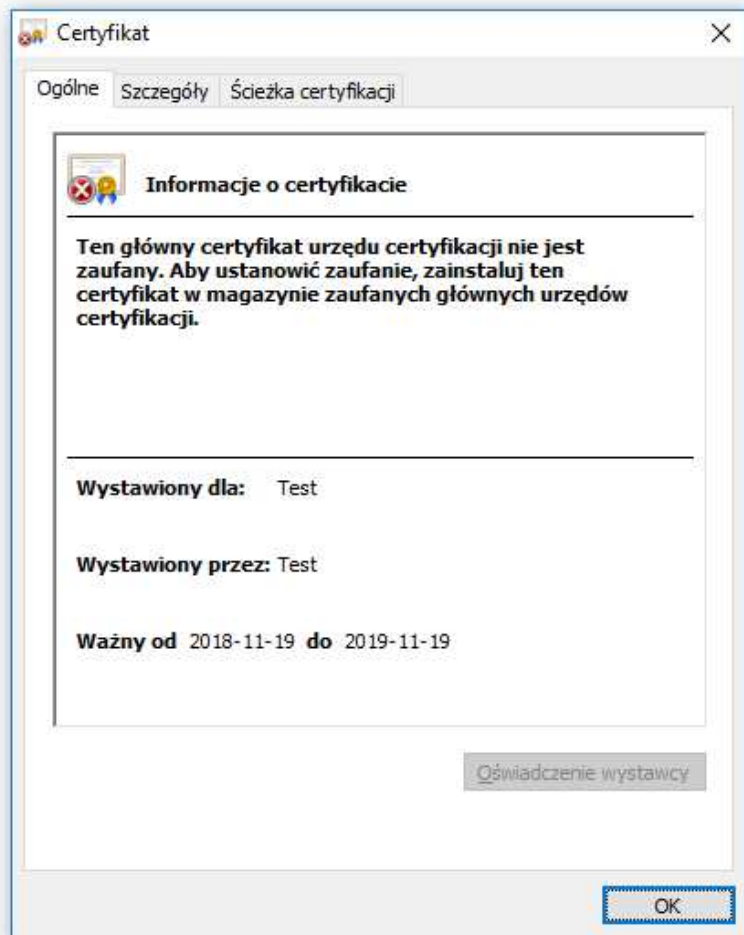 Certyfikat
Ogólne Szczegóły Ścieżka certyfikacji
Informacje o certyfikacie
Ten główny certyfikat urzędu certyfikacji nie jest
zaufany. Aby ustanowić zaufanie, zainstaluj ten
certyfikat w magazynie zaufanych głównych urzędów
certyfikacji.
Wystawiony dla: Test
Wystawiony przez: Test
Ważny od 2018-11-19 do 2019-11-19
Oświadczenie wystawcy
OK